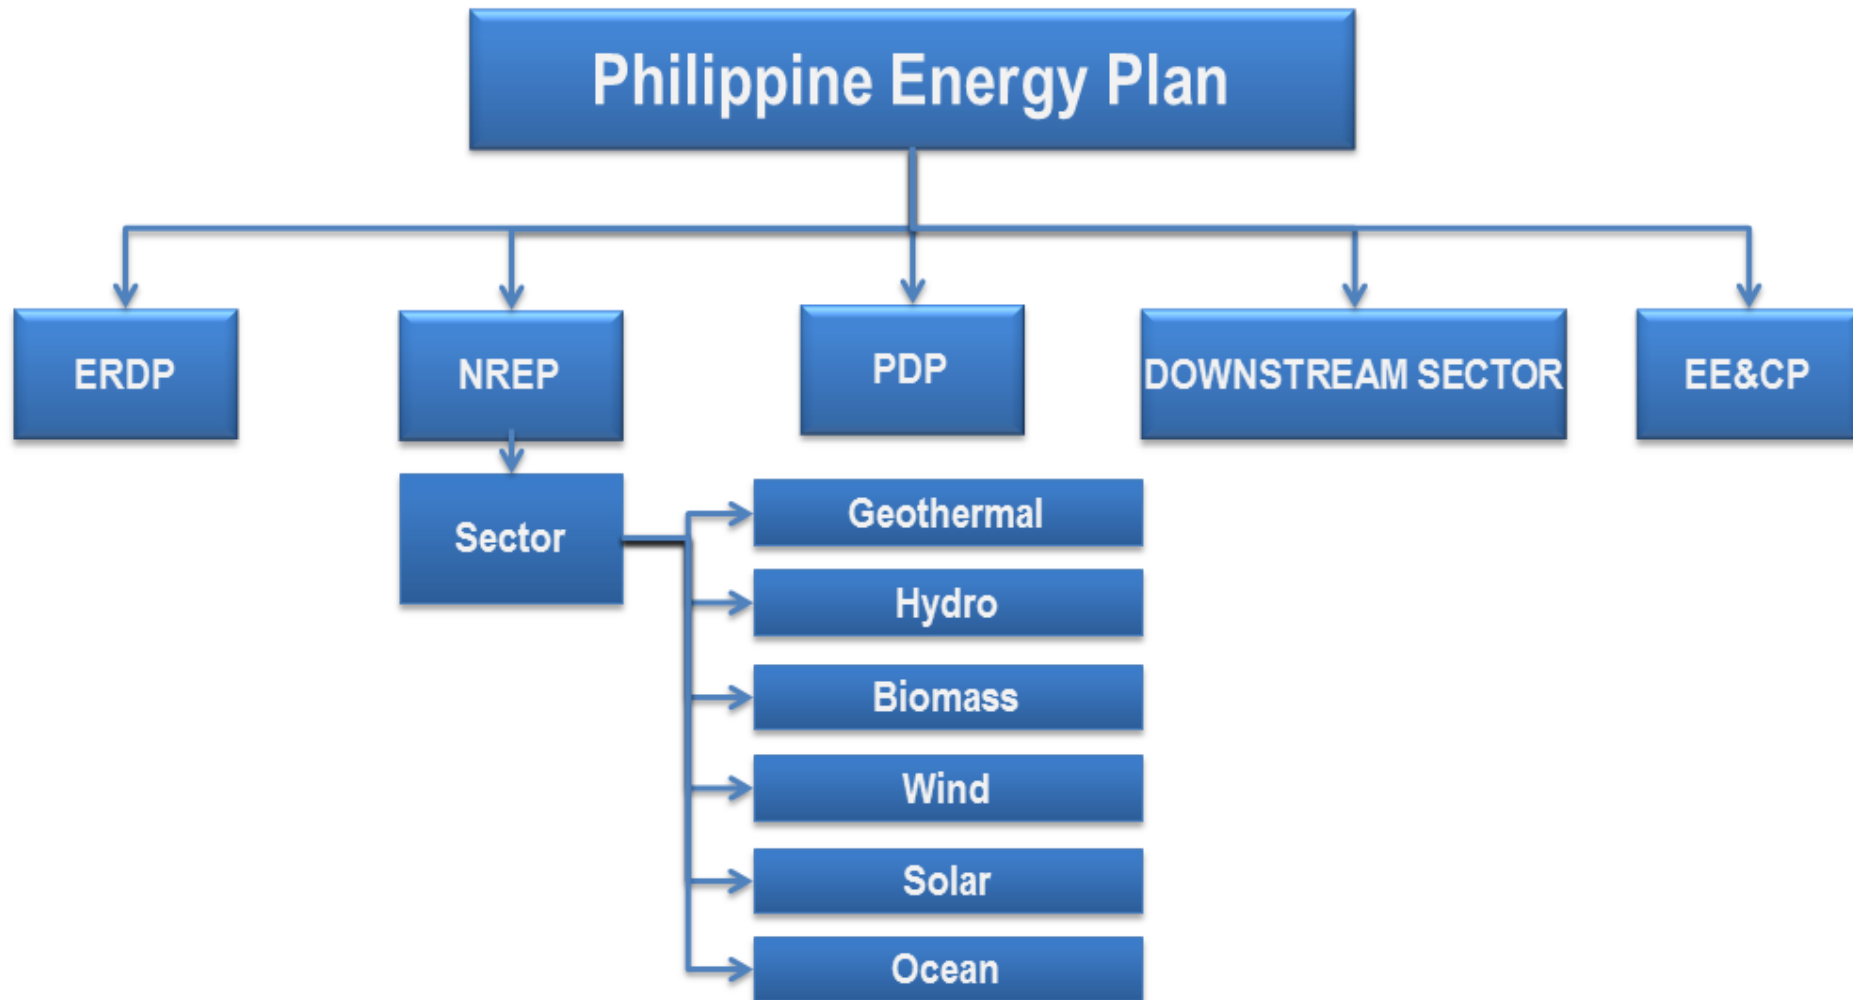 Philippine Energy Plan
ERDP
NREP
PDP
DOWNSTREAM SECTOR
EE&CP
Sector
Geothermal
Hydro
Biomass
Wind
Solar
Ocean